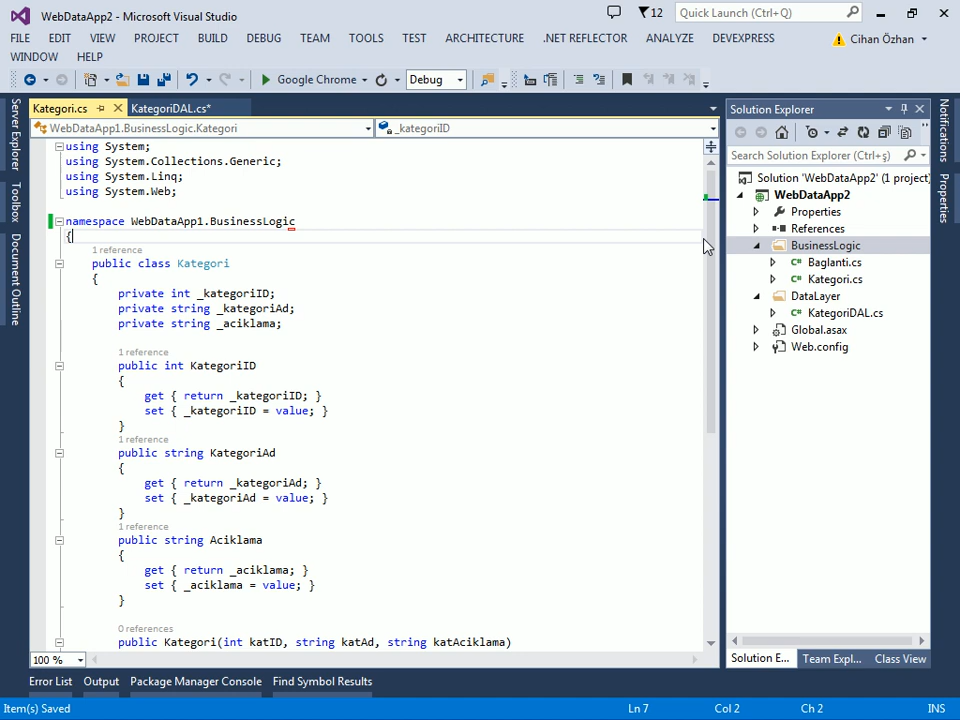 WebDataApp2 - Microsoft Visual Studio
12
Quick Launch (Ctrl+Q)
FILE EDIT VIEW PROJECT BUILD DEBUG TEAM TOOLS TEST ARCHITECTURE .NET REFLECTOR ANALYZE DEVEXPRESS
Cihan Özhan
WINDOW HELP
Google Chrome
Debug
Server Explorer
Toolbox
Document Outline
Kategori.cs
KategoriDAL.cs*
WebDataApp1.BusinessLogic.Kategori
_kategoriID
using System;
using System.Collections.Generic;
using System.Linq;
using System.Web;
namespace WebDataApp1.BusinessLogic
{
1 reference
public class Kategori
{
private int _kategoriID;
private string _kategoriAd;
private string _aciklama;
1 reference
public int KategoriID
{
get { return _kategoriID; }
set { _kategoriID = value; }
}
1 reference
public string KategoriAd
{
get { return _kategoriAd; }
set { _kategoriAd = value; }
}
1 reference
public string Aciklama
{
get { return _aciklama; }
set { _aciklama = value; }
}
0 references
public Kategori(int katID, string katAd, string katAciklama)
100 %
Solution Explorer
Search Solution Explorer (Ctrl+ş)
Solution 'WebDataApp2' (1 project)
WebDataApp2
Properties
References
BusinessLogic
Baglanti.cs
Kategori.cs
DataLayer
KategoriDAL.cs
Global.asax
Web.config
Solution E...
Team Expl...
Class View
Notifications
Properties
Error List
Output
Package Manager Console
Find Symbol Results
Item(s) Saved
Ln 7
Col 2
Ch 2
INS